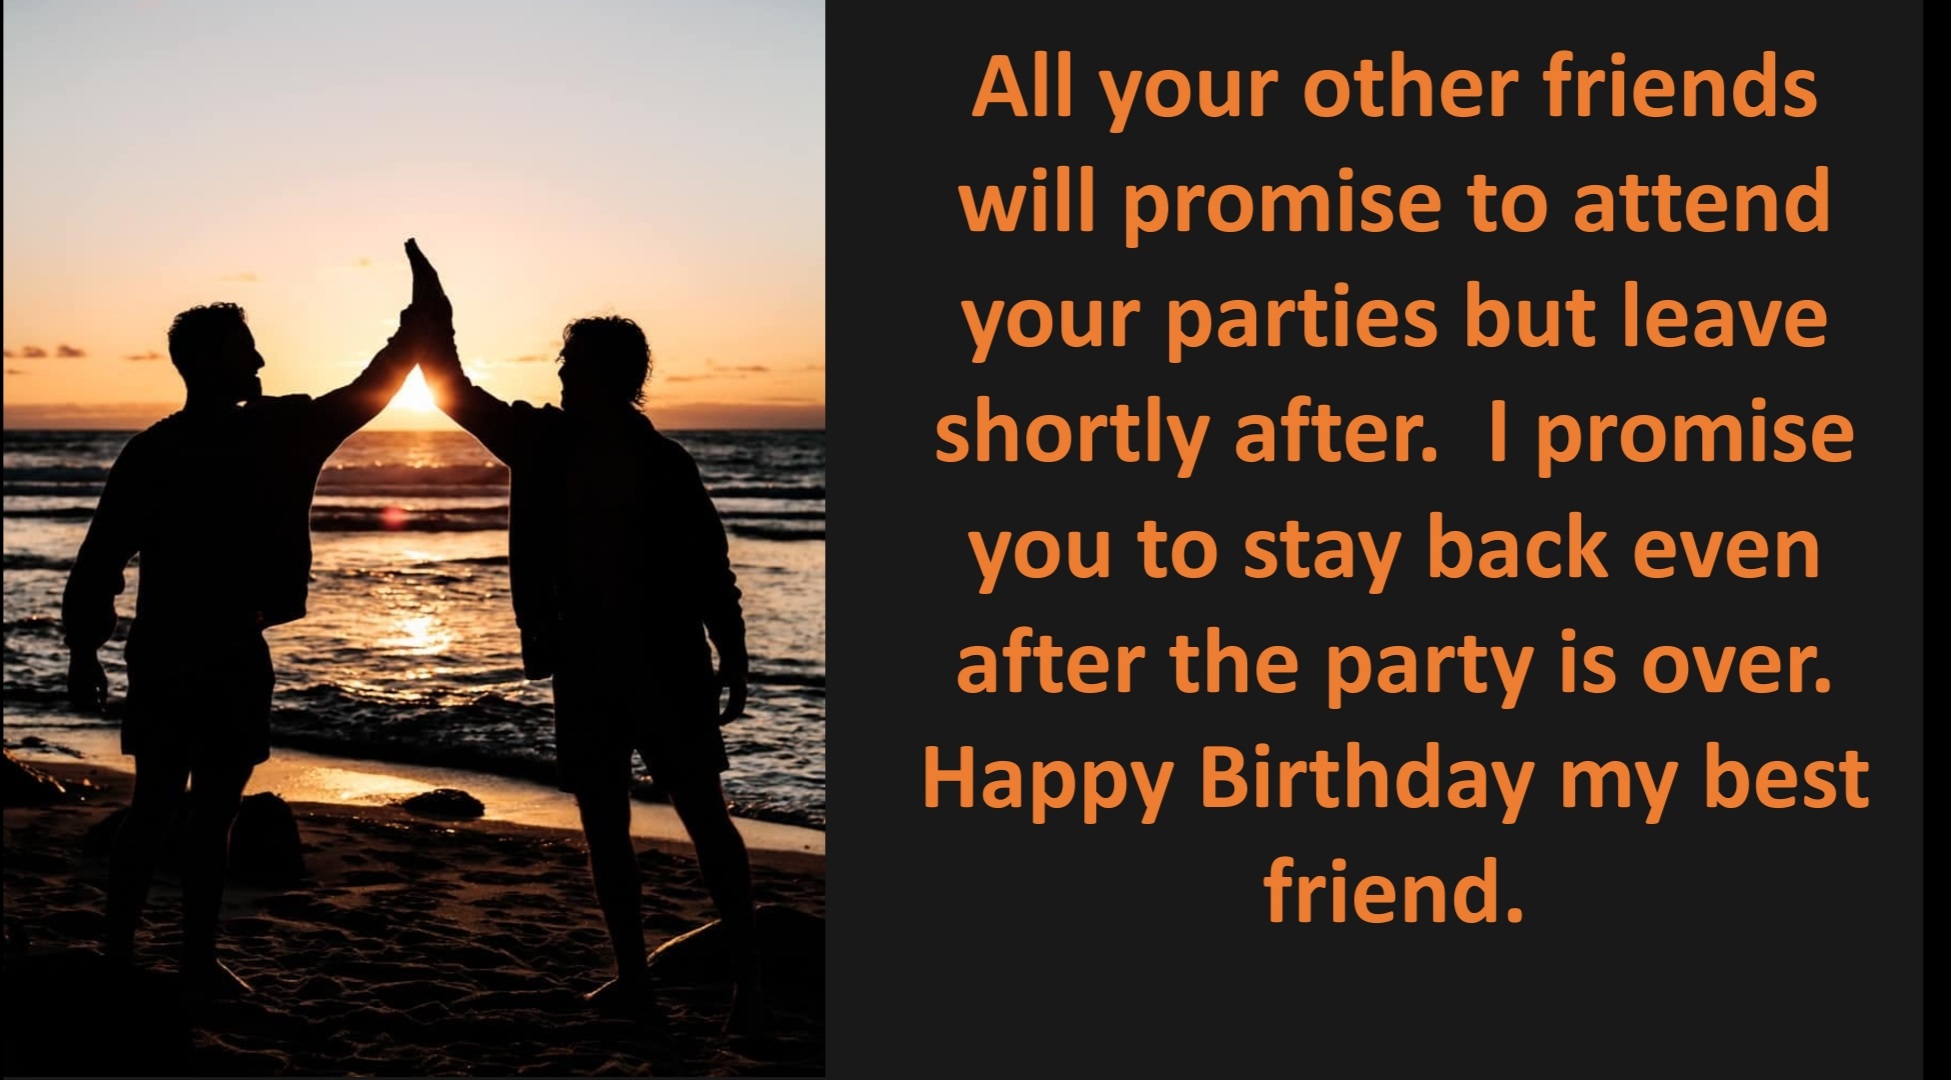 All your other friends
will promise to attend
your parties but leave
shortly after.  I promise
you to stay back even
after the party is over.
Happy Birthday my best
friend.